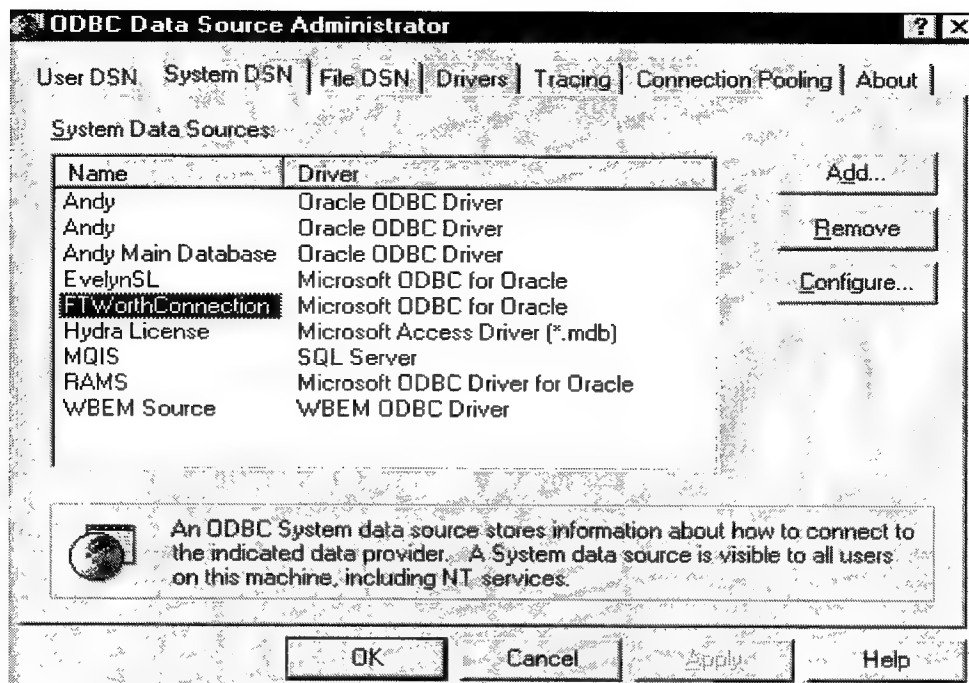 ODBC Data Source Administrator
User DSN System DSN File DSN Drivers Tracing Connection Pooling About
System Data Sources:
Name Driver
Andy Oracle ODBC Driver
Andy Oracle ODBC Driver
Andy Main Database Oracle ODBC Driver
EvelynSL Microsoft ODBC for Oracle
FTWorthConnection Microsoft ODBC for Oracle
Hydra License Microsoft Access Driver (*.mdb)
MQIS SQL Server
RAMS Microsoft ODBC Driver for Oracle
WBEM Source WBEM ODBC Driver
Add...
Remove
Configure...
An ODBC System data source stores information about how to connect to
the indicated data provider. A System data source is visible to all users
on this machine, including NT services.
OK Cancel Apply Help